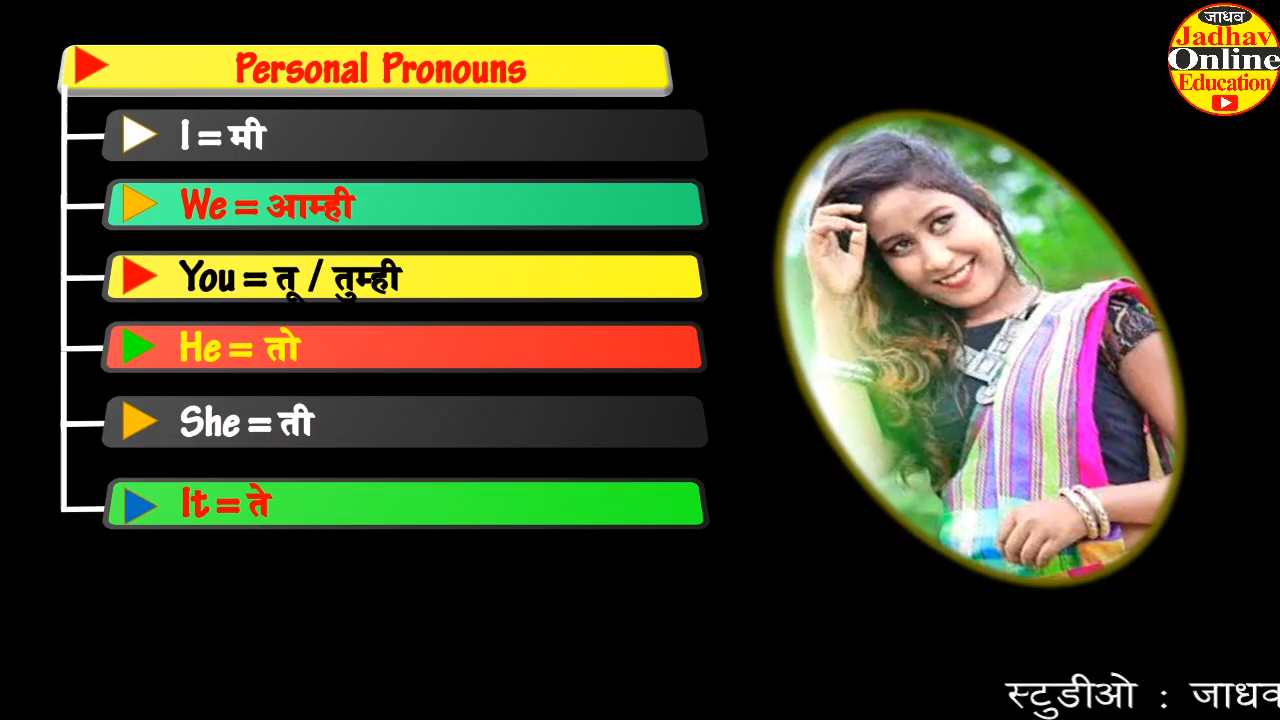 Personal Pronouns
I = मी
We = आम्ही
You = तू / तुम्ही
He = तो
She = ती
It = ते
जाधव
Jadhav
Online
Education
स्टुडीओ : जाधव